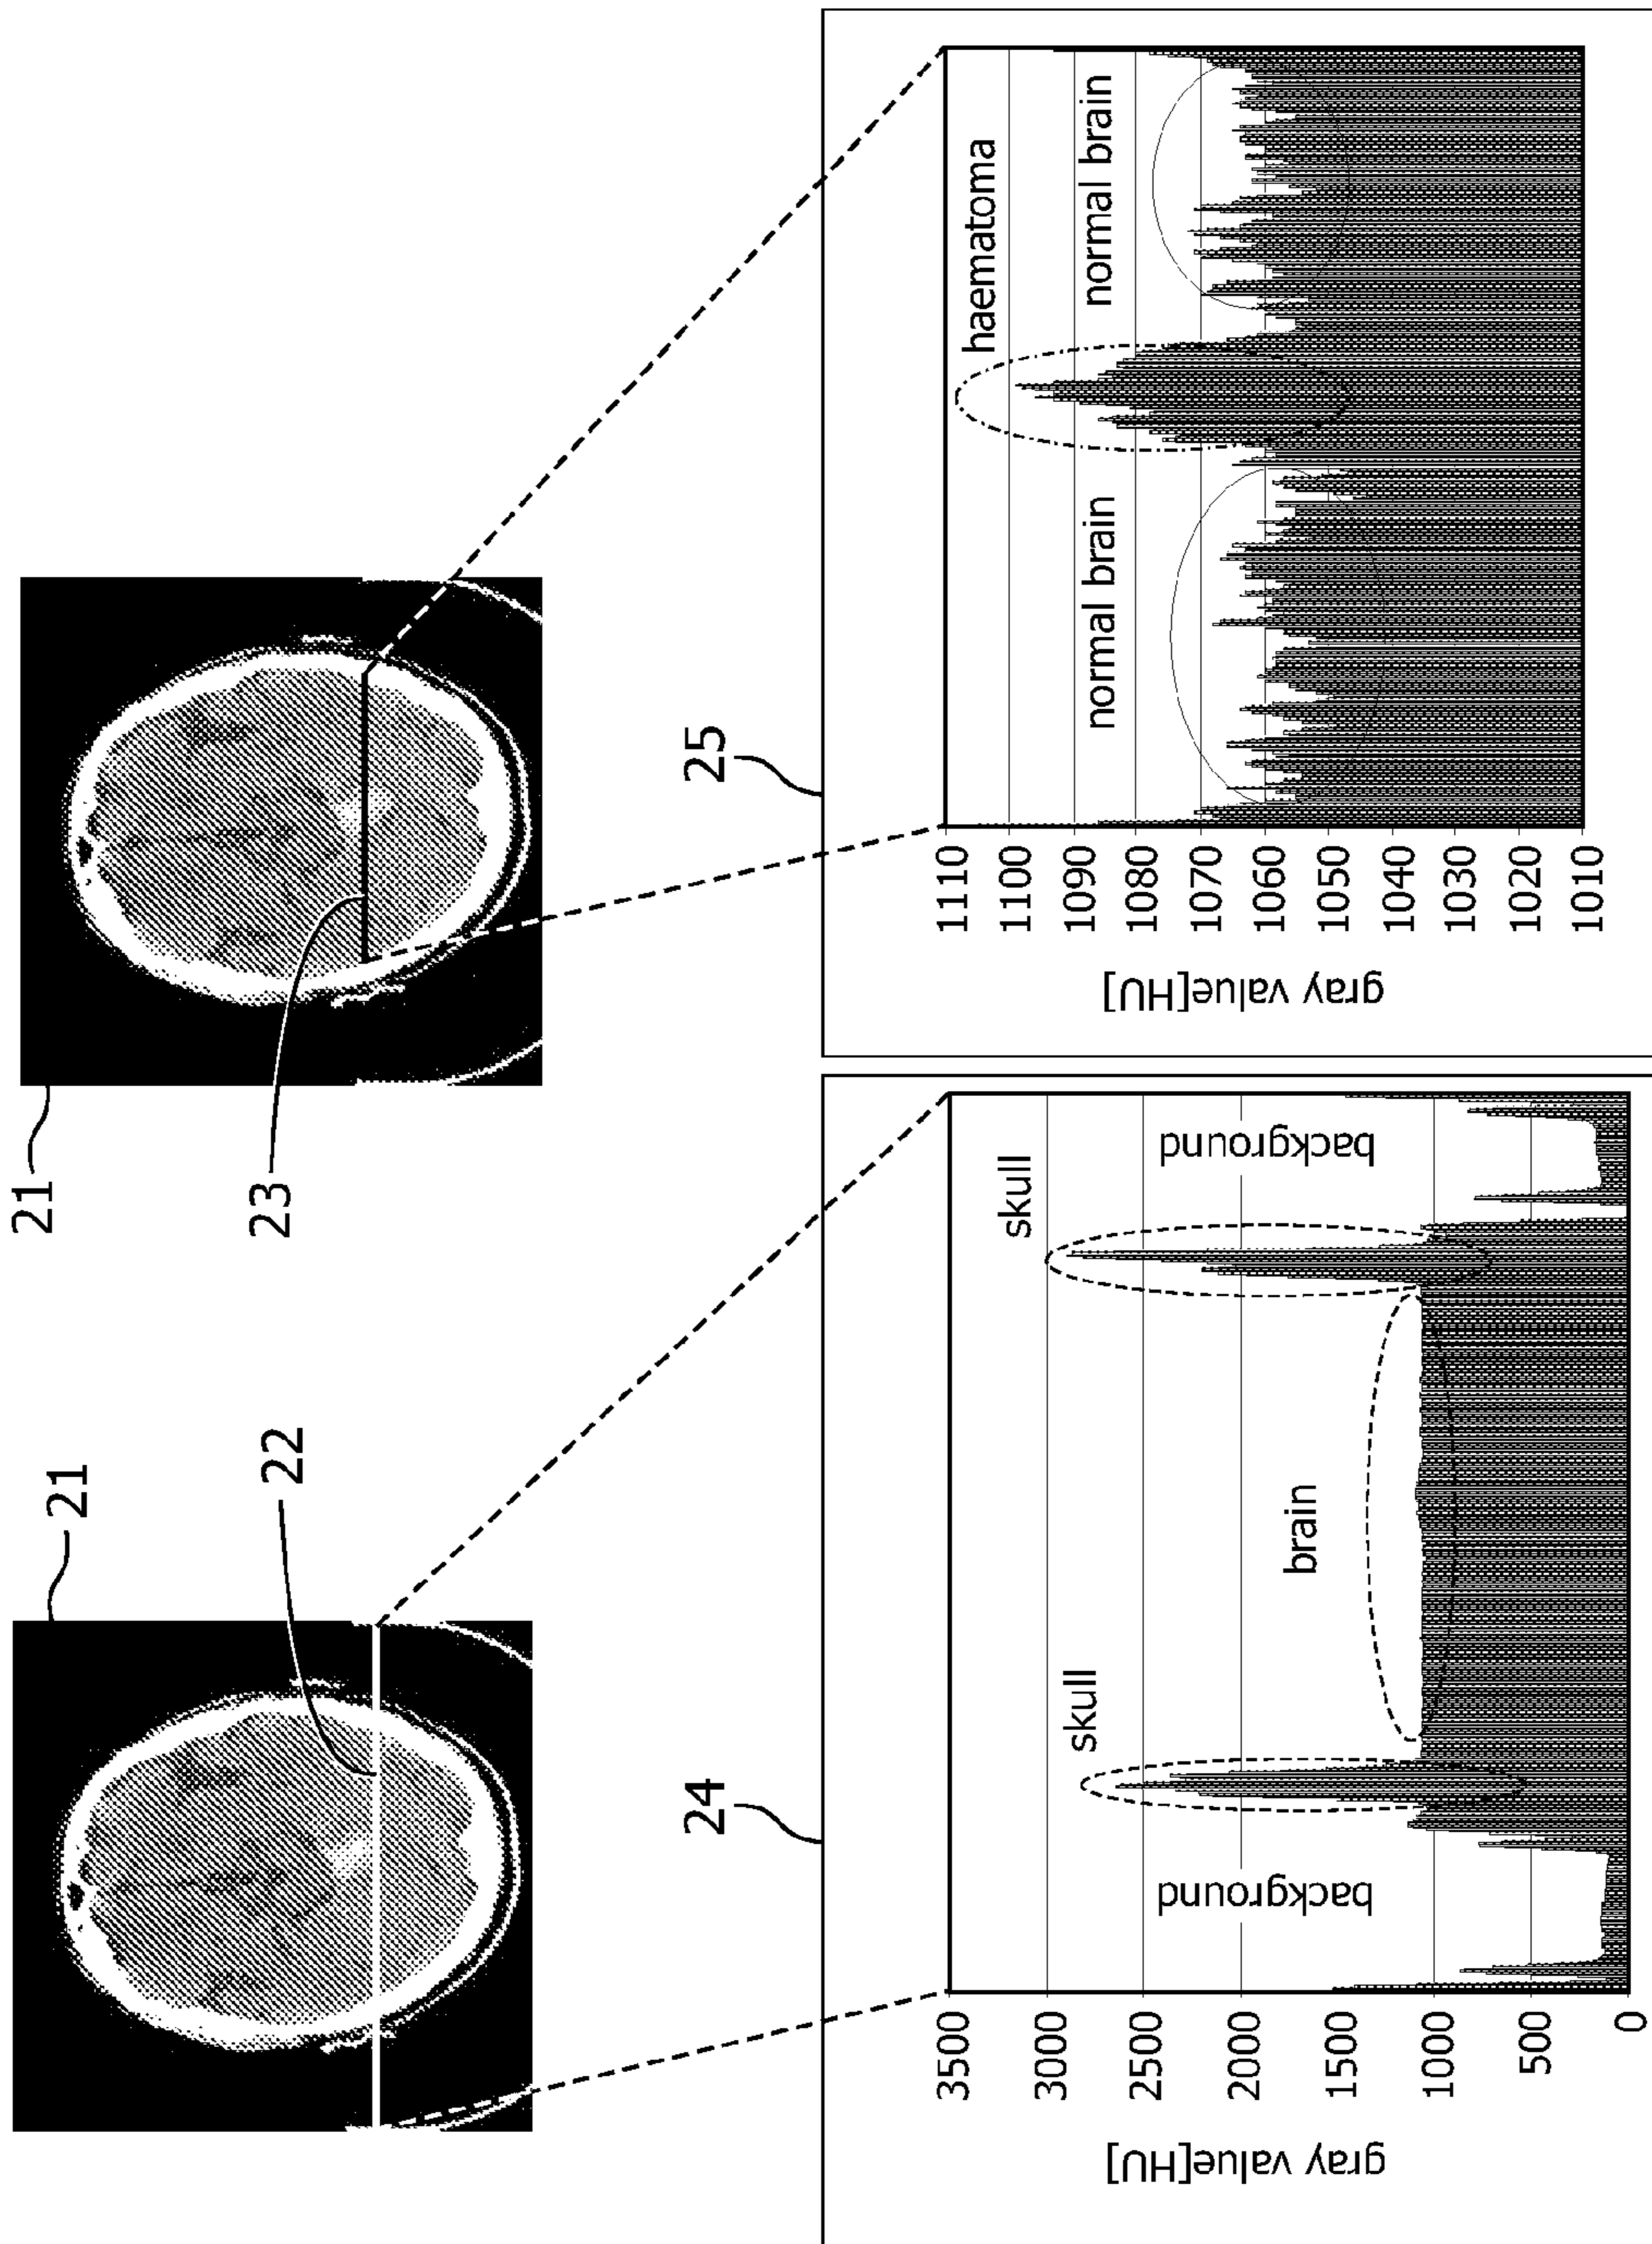 21
22
21
23
24
gray value[HU]
3500
3000
2500
2000
1500
1000
500
0
background
skull
brain
skull
background
25
gray value[HU]
1110
1100
1090
1080
1070
1060
1050
1040
1030
1020
1010
normal brain
haematoma
normal brain